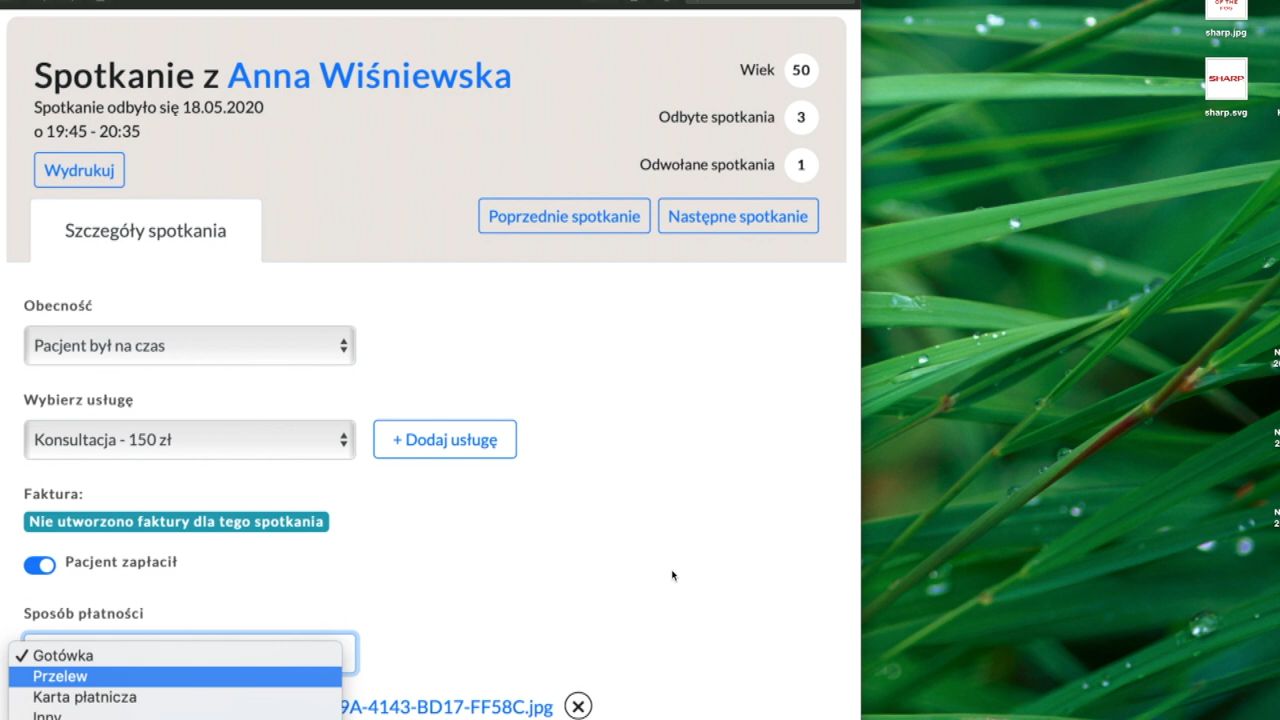 Spotkanie z Anna Wiśniewska
Spotkanie odbyło się 18.05.2020
o 19:45 - 20:35
Wydrukuj
Wiek 50
Odbyte spotkania 3
Odwołane spotkania 1
Poprzednie spotkanie
Następne spotkanie
Szczegóły spotkania
Obecność
Pacjent był na czas
Wybierz usługę
Konsultacja - 150 zł
+ Dodaj usługę
Faktura:
Nie utworzono faktury dla tego spotkania
Pacjent zapłacił
Sposób płatności
✓ Gotówka
Przelew
Karta płatnicza
Inny
9A-4143-BD17-FF58C.jpg
OF THE
sharp.jpg
SHARP
sharp.svg